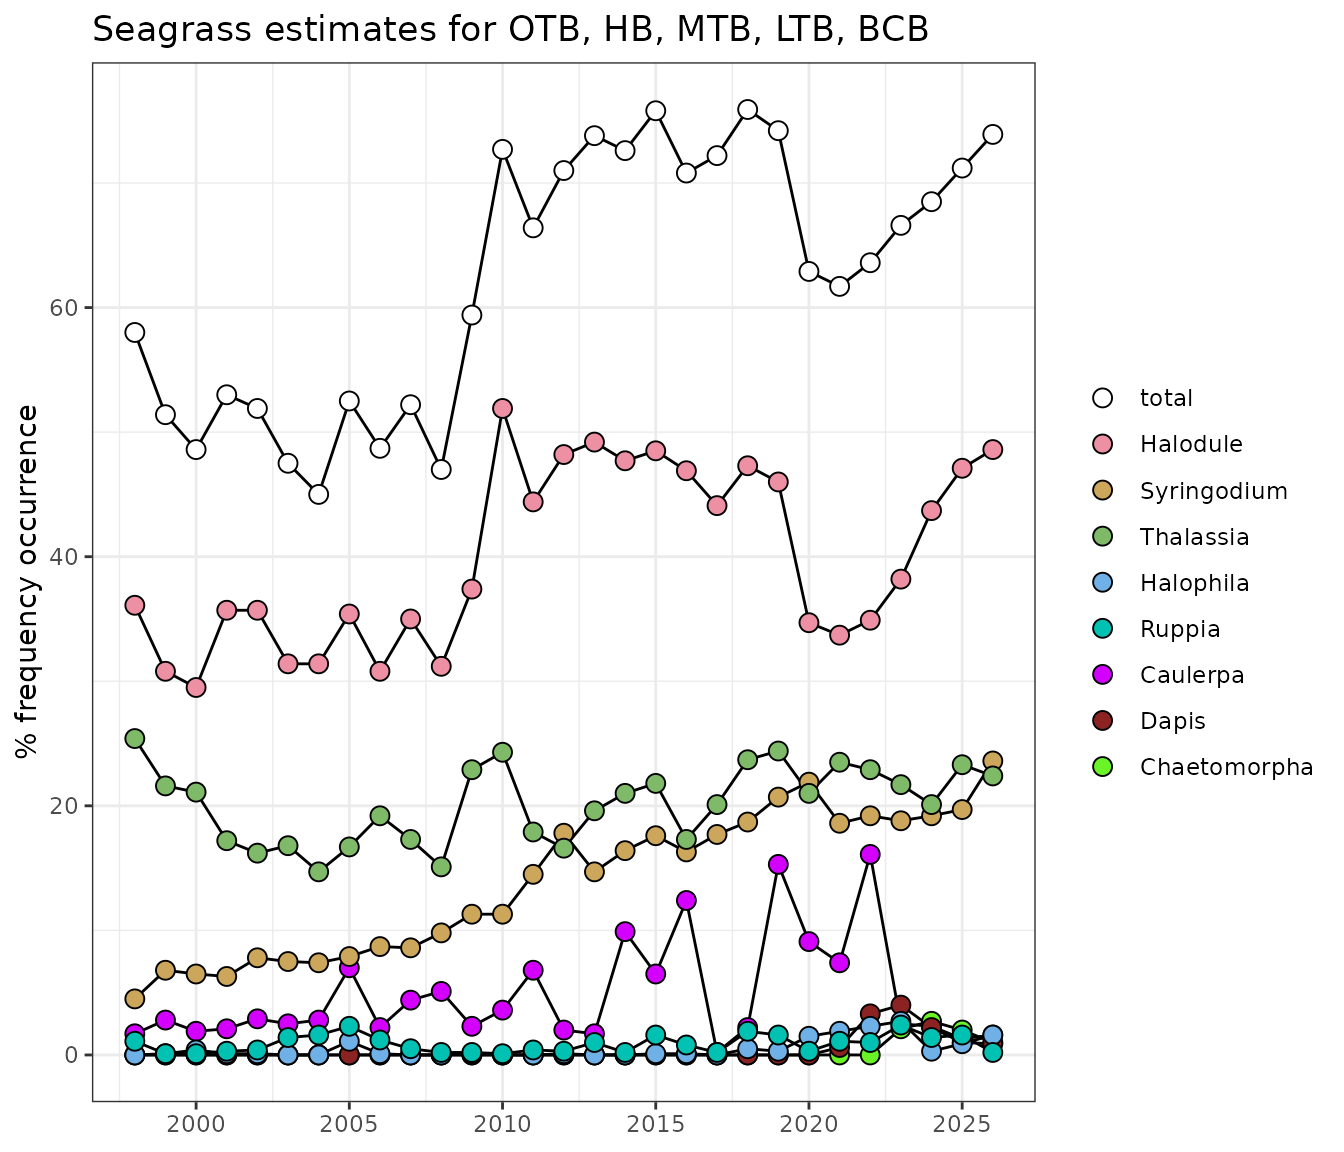 Seagrass estimates for OTB, HB, MTB, LTB, BCB
% frequency occurrence
60
40
20
0
2000
2005
2010
2015
2020
2025
total
Halodule
Syringodium
Thalassia
Halophila
Ruppia
Caulerpa
Dapis
Chaetomorpha